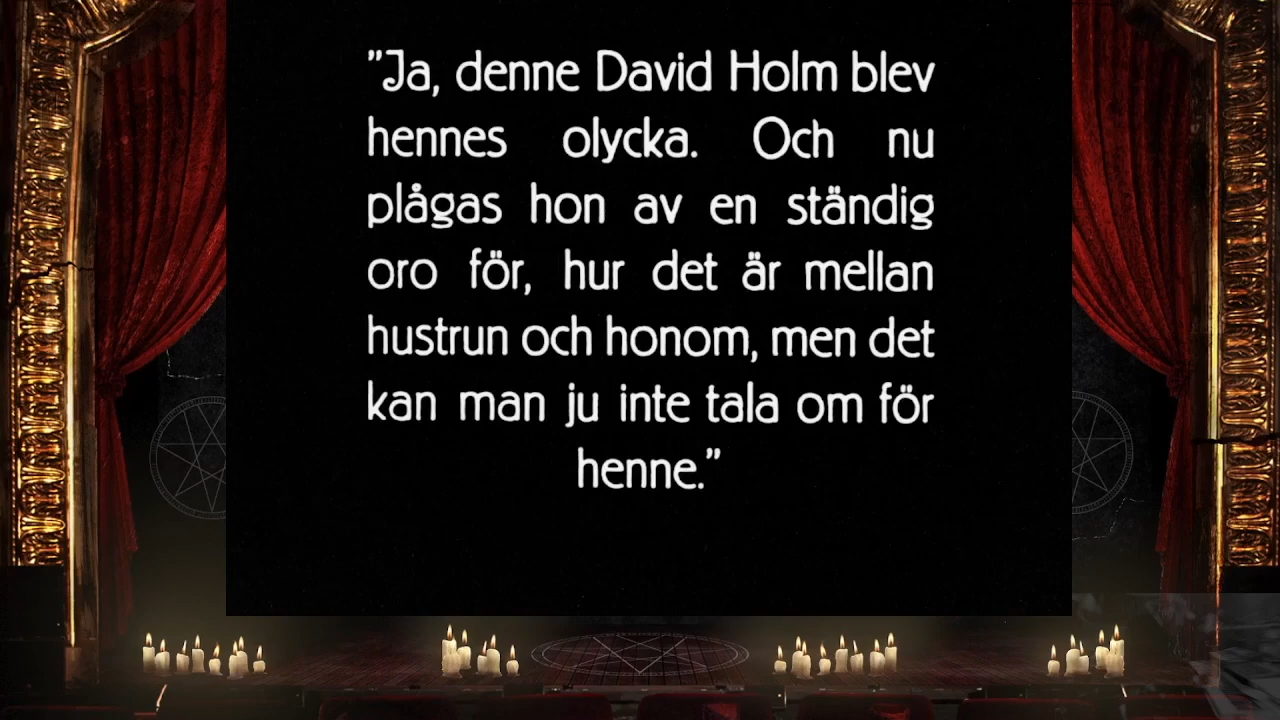 ”Ja, denne David Holm blev
hennes olycka. Och nu
plågas hon av en ständig
oro för, hur det är mellan
hustrun och honom, men det
kan man ju inte tala om för
henne.”